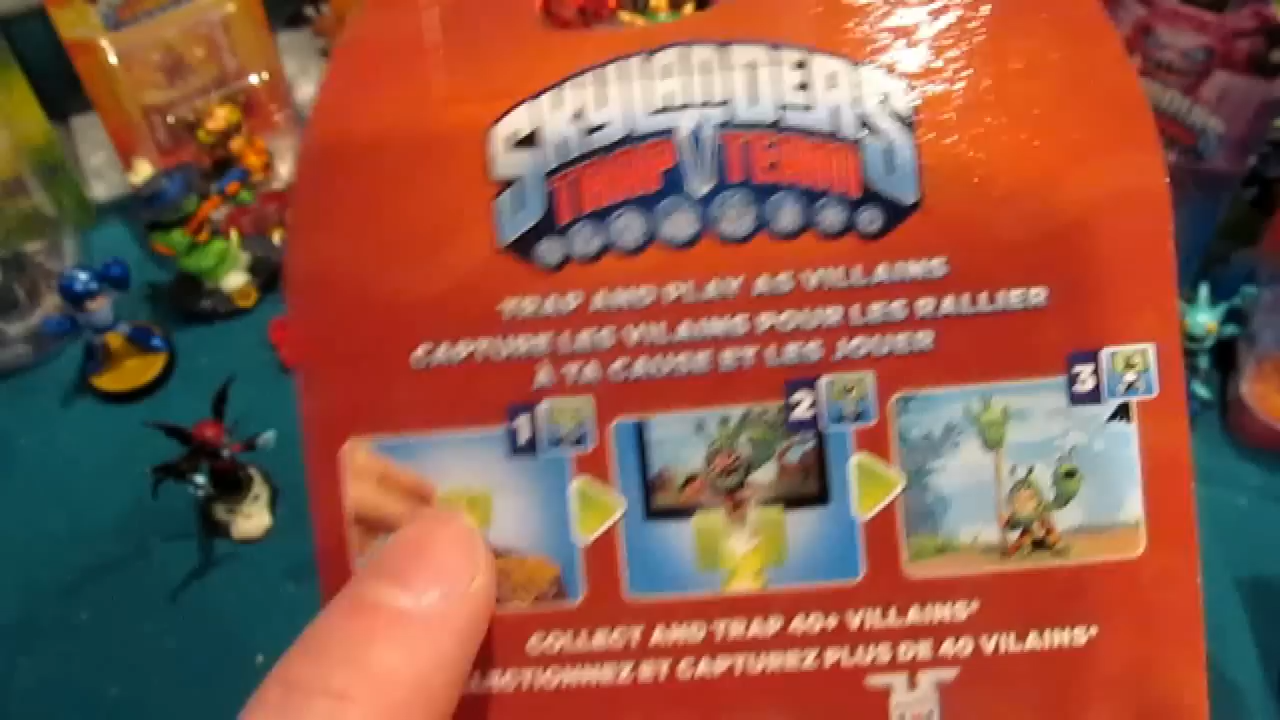 SKYLANDERS
TRAP TEAM
TRAP AND PLAY AS VILLAINS
CAPTURE LES VILAINS POUR LES RALLIER
À TA CAUSE ET LES JOUER
1
2
3
COLLECT AND TRAP 40+ VILLAINS*
ET CAPTUREZ PLUS DE 40 VILAINS*